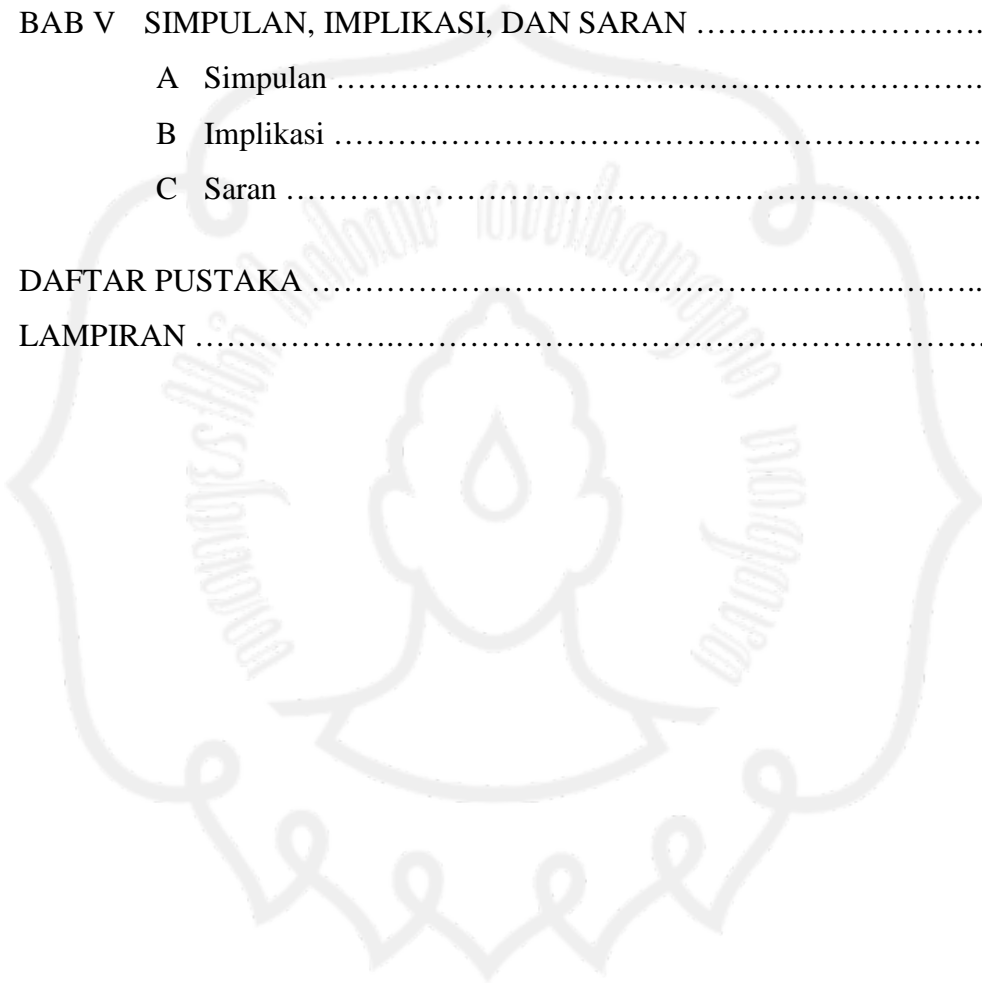 BAB V SIMPULAN, IMPLIKASI, DAN SARAN ………...…………….
A Simpulan …………………………………………………….
B Implikasi …………………………………………………….
C Saran ………………………………………………………...
DAFTAR PUSTAKA ………………………………………………….…..
LAMPIRAN ……………….……………………………………….……….